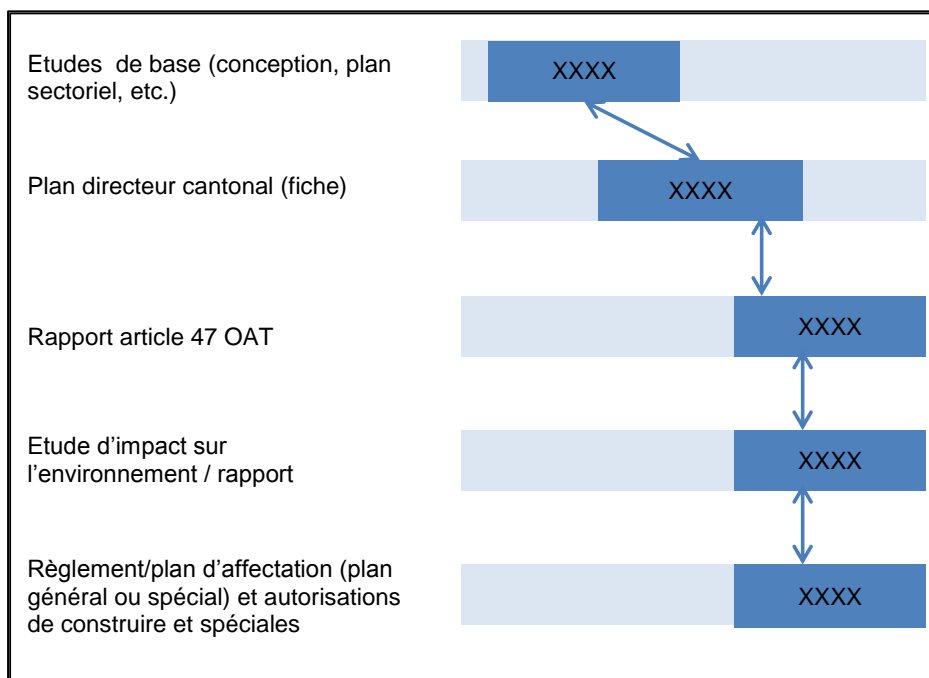 Etudes de base (conception, plan
sectoriel, etc.)
XXXX
Plan directeur cantonal (fiche)
XXXX
Rapport article 47 OAT
XXXX
Etude d’impact sur
l’environnement / rapport
XXXX
Règlement/plan d’affectation (plan
général ou spécial) et autorisations
de construire et spéciales
XXXX